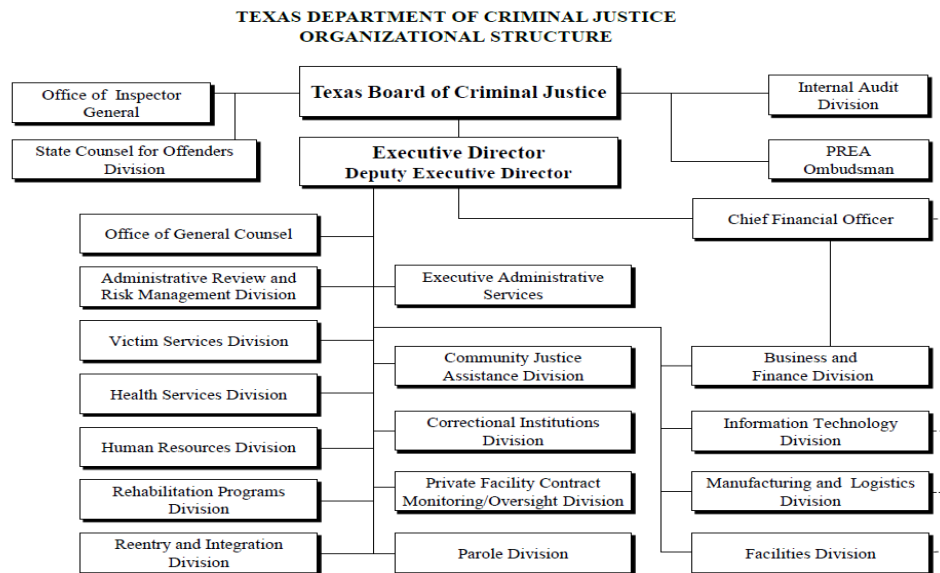 TEXAS DEPARTMENT OF CRIMINAL JUSTICE
ORGANIZATIONAL STRUCTURE
Office of Inspector
General
Texas Board of Criminal Justice
Internal Audit
Division
State Counsel for Offenders
Division
Executive Director
Deputy Executive Director
PREA
Ombudsman
Office of General Counsel
Chief Financial Officer
Administrative Review and
Risk Management Division
Executive Administrative
Services
Victim Services Division
Community Justice
Assistance Division
Business and
Finance Division
Health Services Division
Correctional Institutions
Division
Information Technology
Division
Human Resources Division
Rehabilitation Programs
Division
Private Facility Contract
Monitoring/Oversight Division
Manufacturing and Logistics
Division
Reentry and Integration
Division
Parole Division
Facilities Division